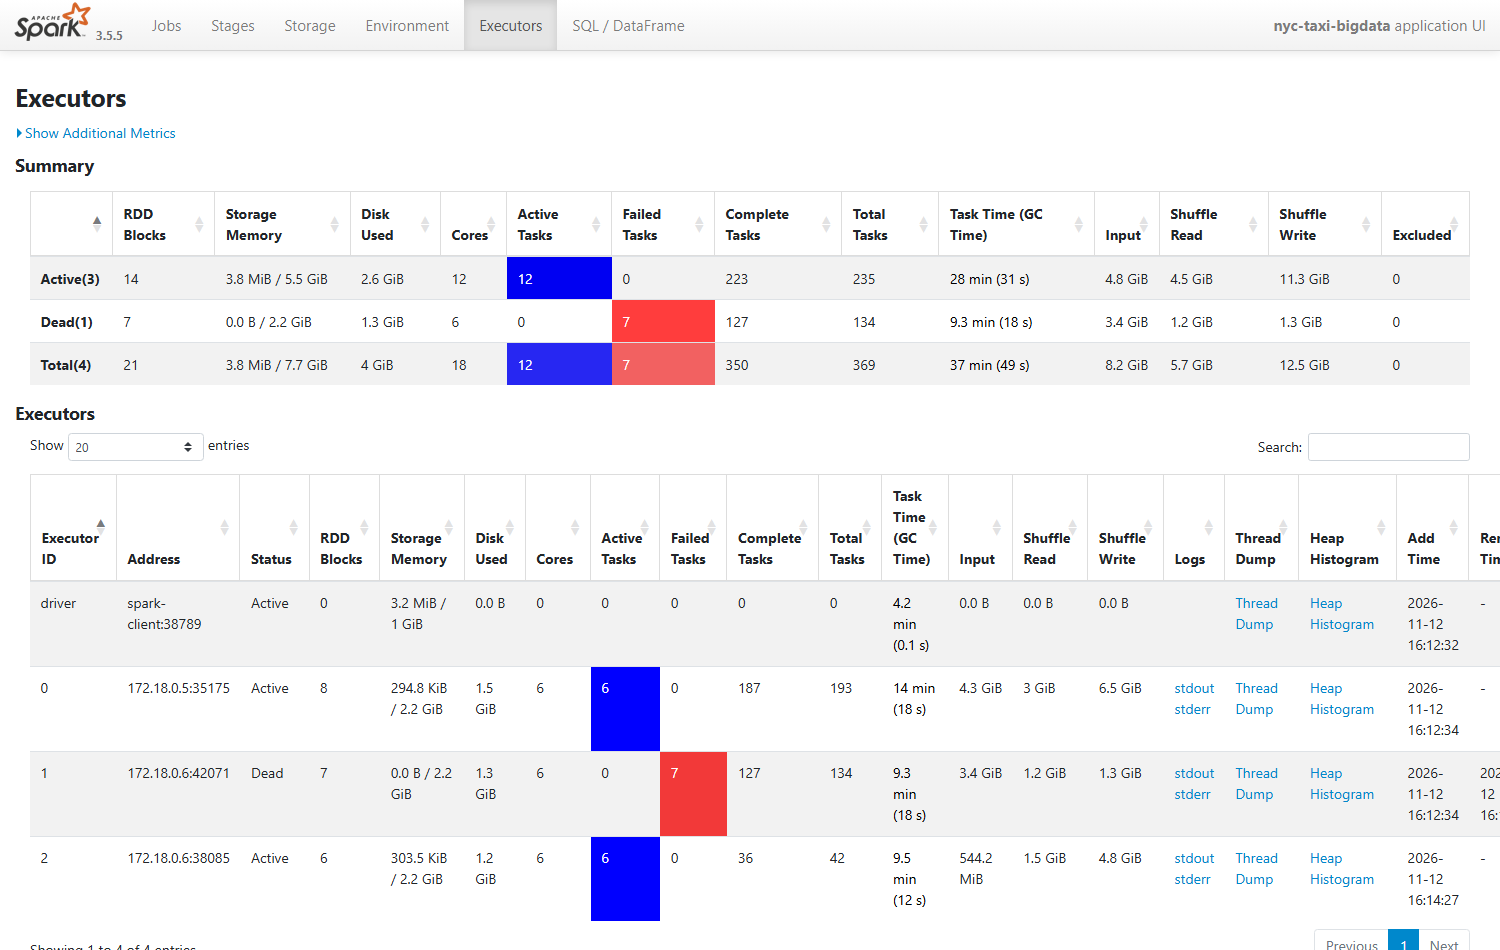 APACHE
Spark 3.5.5 Jobs Stages Storage Environment Executors SQL / DataFrame nyc-taxi-bigdata application UI
Executors
Show Additional Metrics
Summary
RDD Blocks Storage Memory Disk Used Cores Active Tasks Failed Tasks Complete Tasks Total Tasks Task Time (GC Time) Input Shuffle Read Shuffle Write Excluded
Active(3) 14 3.8 MiB / 5.5 GiB 2.6 GiB 12 12 0 223 235 28 min (31 s) 4.8 GiB 4.5 GiB 11.3 GiB 0
Dead(1) 7 0.0 B / 2.2 GiB 1.3 GiB 6 0 7 127 134 9.3 min (18 s) 3.4 GiB 1.2 GiB 1.3 GiB 0
Total(4) 21 3.8 MiB / 7.7 GiB 4 GiB 18 12 7 350 369 37 min (49 s) 8.2 GiB 5.7 GiB 12.5 GiB 0
Executors
Show 20 entries Search:
Executor ID Address Status RDD Blocks Storage Memory Disk Used Cores Active Tasks Failed Tasks Complete Tasks Total Tasks Task Time (GC Time) Input Shuffle Read Shuffle Write Logs Thread Dump Heap Histogram Add Time
driver spark-client:38789 Active 0 3.2 MiB / 1 GiB 0.0 B 0 0 0 0 0 4.2 min (0.1 s) 0.0 B 0.0 B 0.0 B Thread Dump Heap Histogram 2026-11-12 16:12:32 -
0 172.18.0.5:35175 Active 8 294.8 KiB / 2.2 GiB 1.5 GiB 6 6 0 187 193 14 min (18 s) 4.3 GiB 3 GiB 6.5 GiB stdout stderr Thread Dump Heap Histogram 2026-11-12 16:12:34 -
1 172.18.0.6:42071 Dead 7 0.0 B / 2.2 GiB 1.3 GiB 6 0 7 127 134 9.3 min (18 s) 3.4 GiB 1.2 GiB 1.3 GiB stdout stderr Thread Dump Heap Histogram 2026-11-12 16:12:34
2 172.18.0.6:38085 Active 6 303.5 KiB / 2.2 GiB 1.2 GiB 6 6 0 36 42 9.5 min (12 s) 544.2 MiB 1.5 GiB 4.8 GiB stdout stderr Thread Dump Heap Histogram 2026-11-12 16:14:27 -
Showing 1 to 4 of 4 entries Previous 1 Next